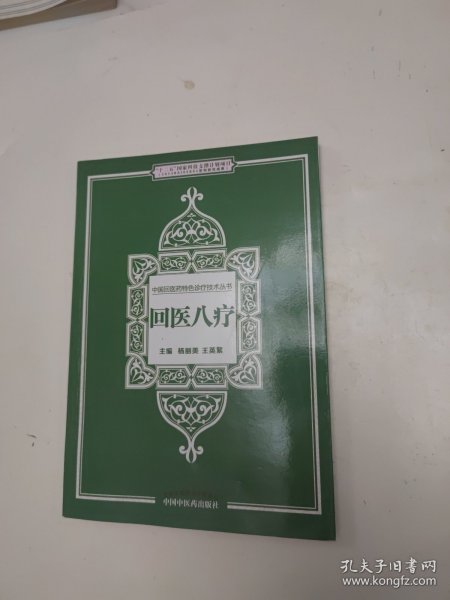 “十二五”国家科技支撑计划项目
中国回医药特色诊疗技术丛书
回医八疗
主编 杨丽美 王英繁
中国中医药出版社
孔夫子旧书网
www.kongfz.com